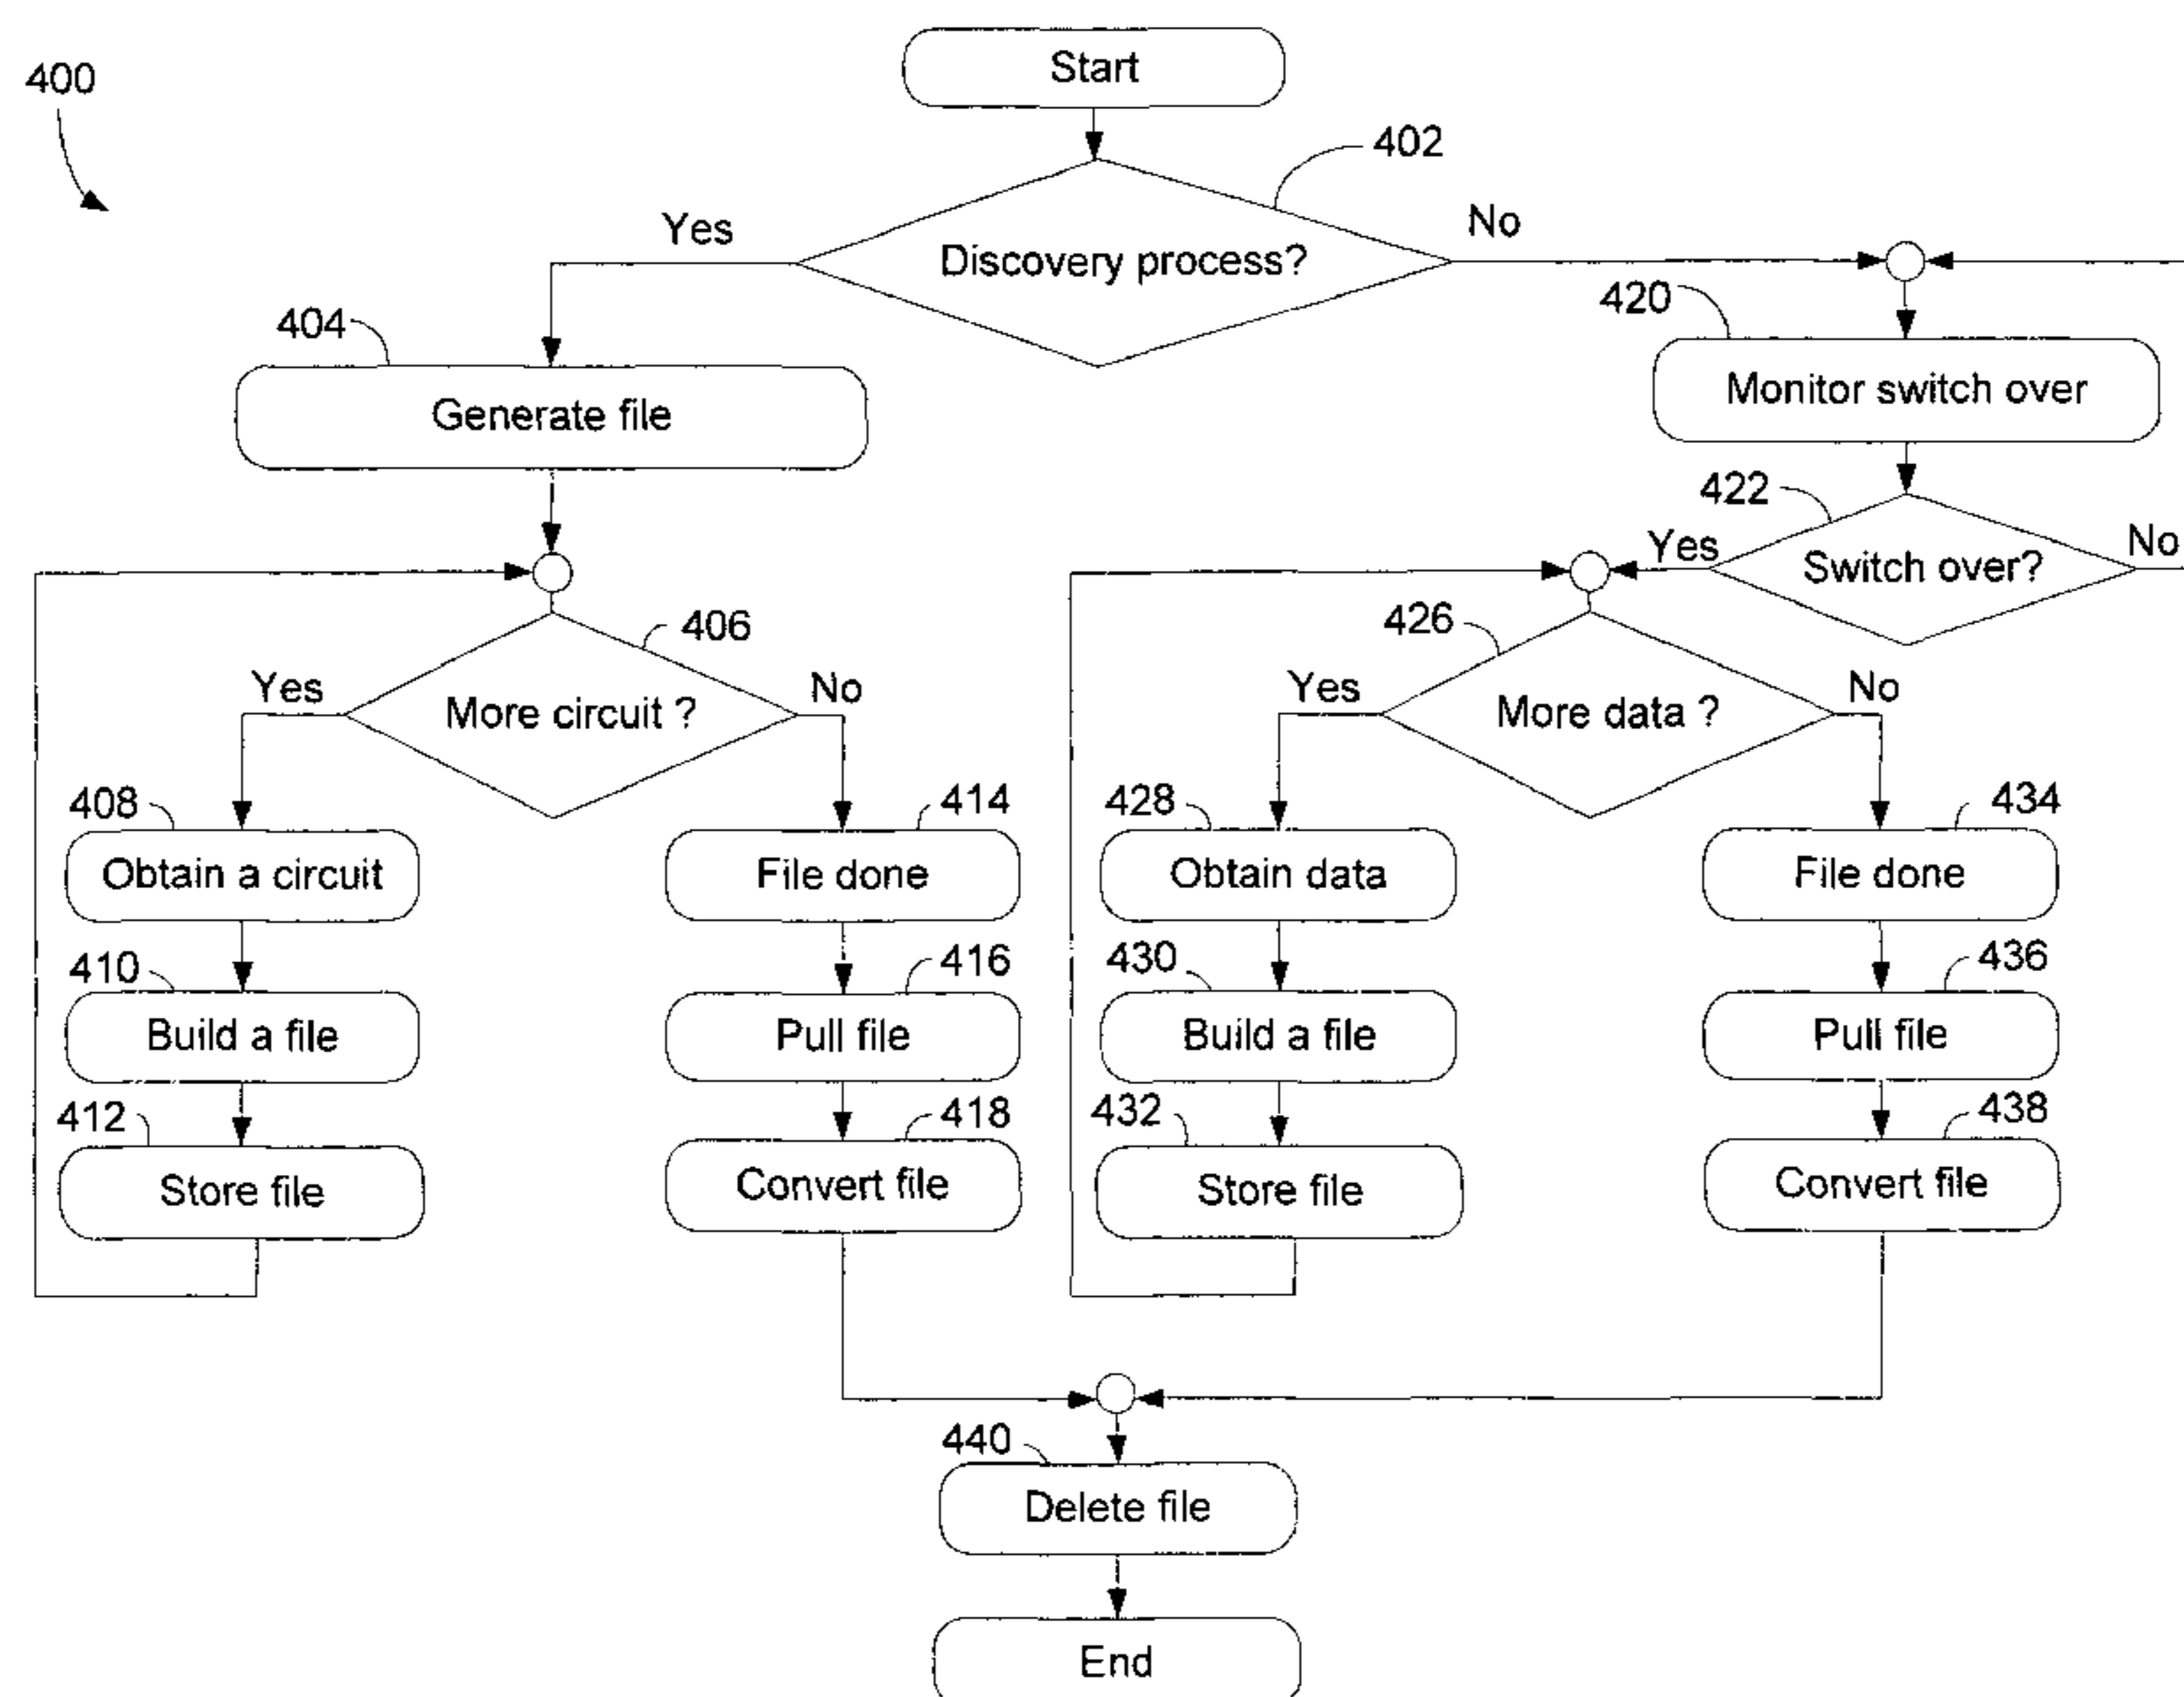 Start
400
402
Yes
No
Discovery process?
404
420
Generate file
Monitor switch over
422
Yes
No
Switch over?
406
426
Yes
No
Yes
No
More circuit ?
More data ?
408
414
428
434
Obtain a circuit
File done
Obtain data
File done
410
416
430
436
Build a file
Pull file
Build a file
Pull file
412
418
432
438
Store file
Convert file
Store file
Convert file
440
Delete file
End